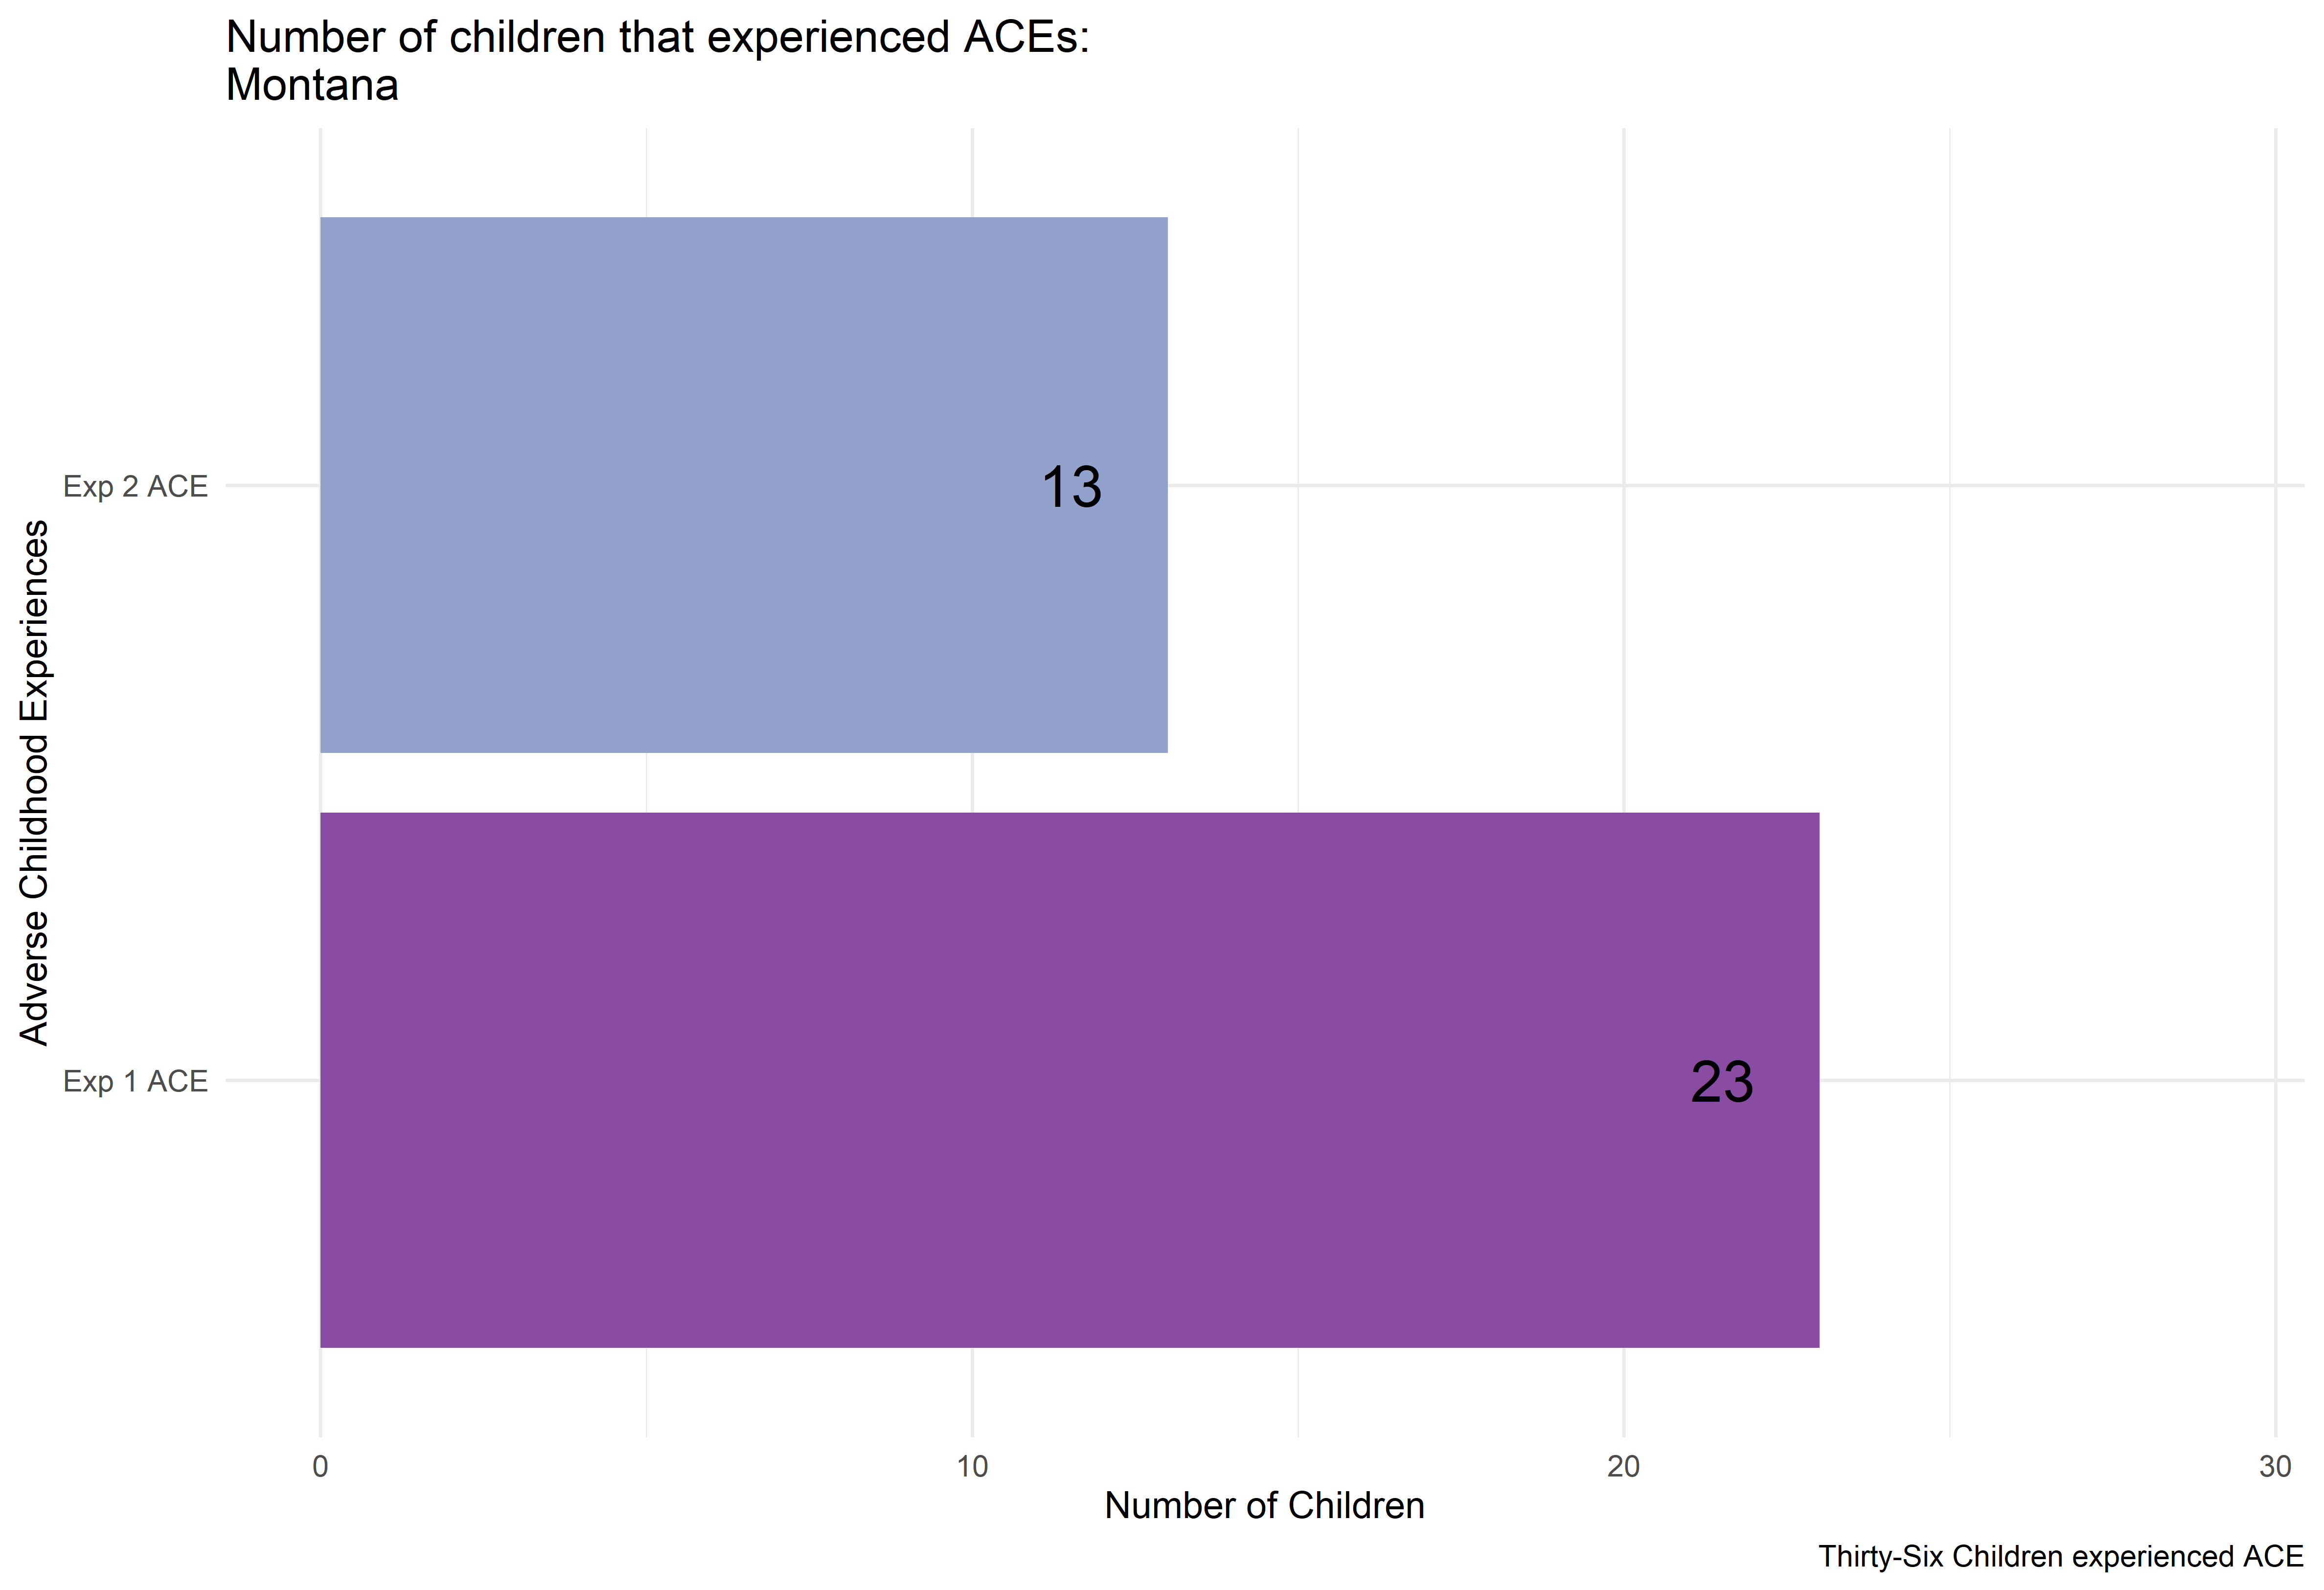 Number of children that experienced ACEs:
Montana
Adverse Childhood Experiences
Exp 2 ACE
13
Exp 1 ACE
23
0
10
20
30
Number of Children
Thirty-Six Children experienced ACE